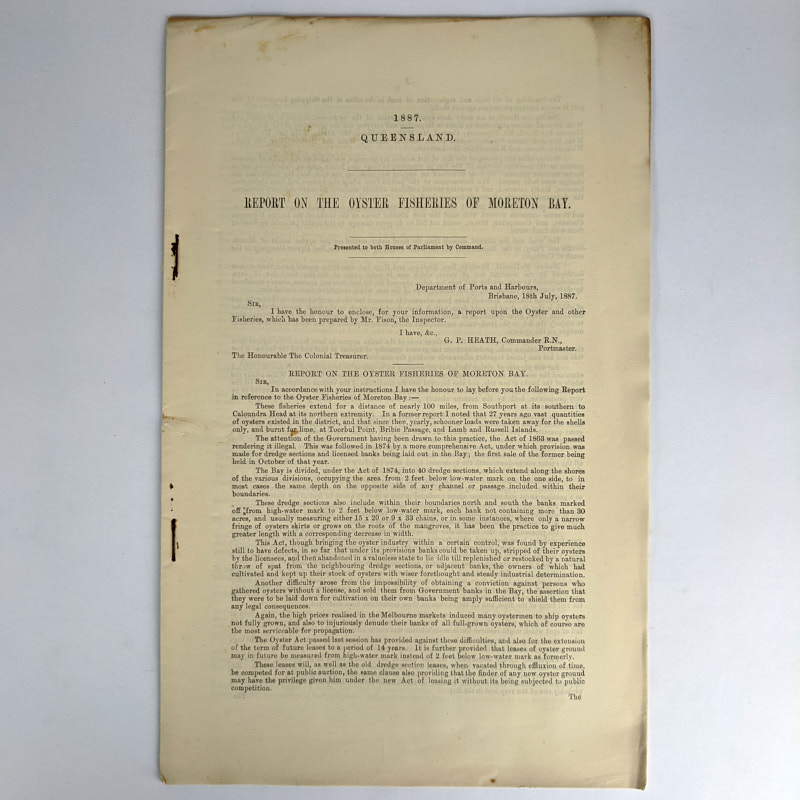 1887.
QUEENSLAND.
REPORT ON THE OYSTER FISHERIES OF MORETON BAY.
Presented to both Houses of Parliament by Command.
Department of Ports and Harbours,
Brisbane, 18th July, 1887.
SIR,
I have the honour to enclose, for your information, a report upon the Oyster and other
Fisheries, which has been prepared by Mr. Fison, the Inspector.
I have, &c.,
G. P. HEATH, Commander R.N.,
Portmaster.
The Honourable The Colonial Treasurer.
REPORT ON THE OYSTER FISHERIES OF MORETON BAY.
SIR,
In accordance with your instructions I have the honour to lay before you the following Report
in reference to the Oyster Fisheries of Moreton Bay:—
These fisheries extend for a distance of nearly 100 miles, from Southport at its southern to
Caloundra Head at its northern extremity. In a former report I noted that 27 years ago vast quantities
of oysters existed in the district, and that since then, yearly, schooner loads were taken away for the shells
only, and burnt for lime, at Toorbul Point, Bribie Passage, and Lamb and Russell Islands.
The attention of the Government having been drawn to this practice, the Act of 1863 was passed
rendering it illegal. This was followed in 1874 by a more comprehensive Act, under which provision was
made for dredge sections and licensed banks being laid out in the Bay; the first sale of the former being
held in October of that year.
The Bay is divided, under the Act of 1874, into 40 dredge sections, which extend along the shores
of the various divisions, occupying the area from 2 feet below low-water mark on the one side, to in
most cases the same depth on the opposite side of any channel or passage included within their
boundaries.
These dredge sections also include within their boundaries north and south the banks marked
off from high-water mark to 2 feet below low-water mark, each bank not containing more than 30
acres, and usually measuring either 15 x 20 or 9 x 33 chains, or in some instances, where only a narrow
fringe of oysters skirts or grows on the roots of the mangroves, it has been the practice to give much
greater length with a corresponding decrease in width.
This Act, though bringing the oyster industry within a certain control, was found by experience
still to have defects, in so far that under its provisions banks could be taken up, stripped of their oysters
by the licensees, and then abandoned in a valueless state to lie idle till replenished or restocked by a natural
throw of spat from the neighbouring dredge sections, or adjacent banks, the owners of which had
cultivated and kept up their stock of oysters with wiser forethought and steady industrial determination.
Another difficulty arose from the impossibility of obtaining a conviction against persons who
gathered oysters without a license, and sold them from Government banks in the Bay, the assertion that
they were to be laid down for cultivation on their own banks being amply sufficient to shield them from
any legal consequences.
Again, the high prices realised in the Melbourne markets induced many oystermen to ship oysters
not fully grown, and also to injuriously denude their banks of all full-grown oysters, which of course are
the most serviceable for propagation.
The Oyster Act passed last session has provided against these difficulties, and also for the extension
of the term of future leases to a period of 14 years. It is further provided that leases of oyster ground
may in future be measured from high-water mark instead of 2 feet below low-water mark as formerly.
These leases will, as well as the old dredge section leases, when vacated through effluxion of time,
be competed for at public auction, the same clause also providing that the finder of any new oyster ground
may have the privilege given him under the new Act of leasing it without its being subjected to public
competition.
The